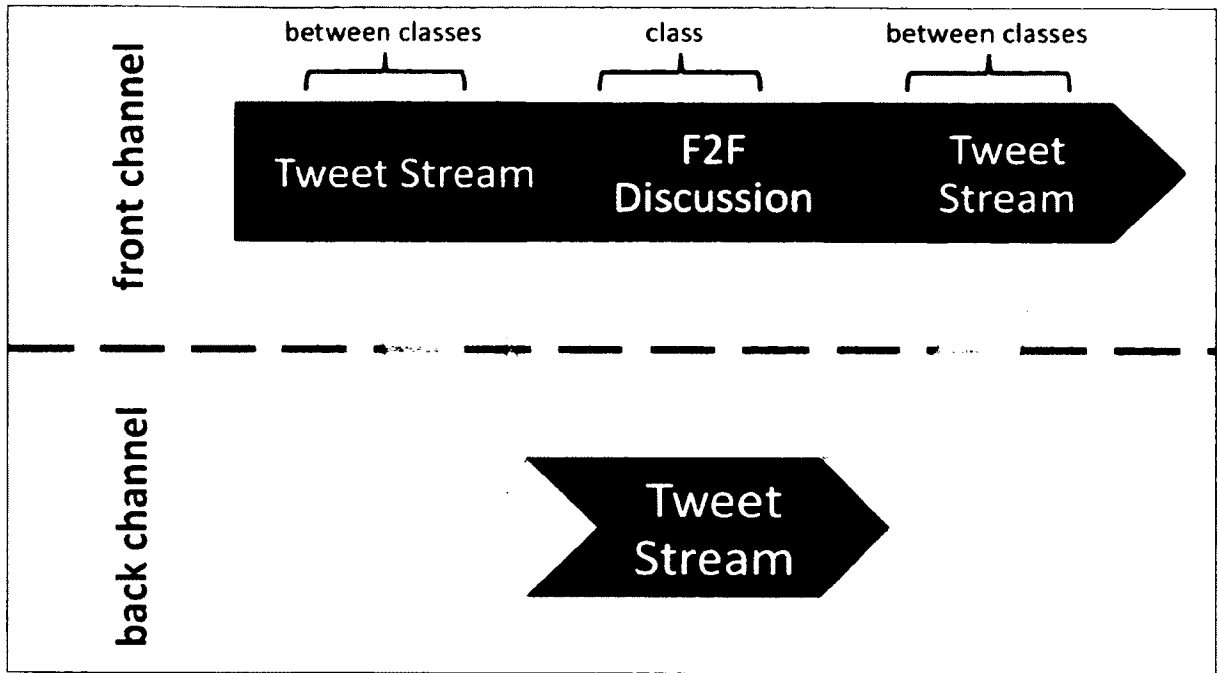 between classes
class
between classes
front channel
Tweet Stream
F2F
Discussion
Tweet
Stream
back channel
Tweet
Stream